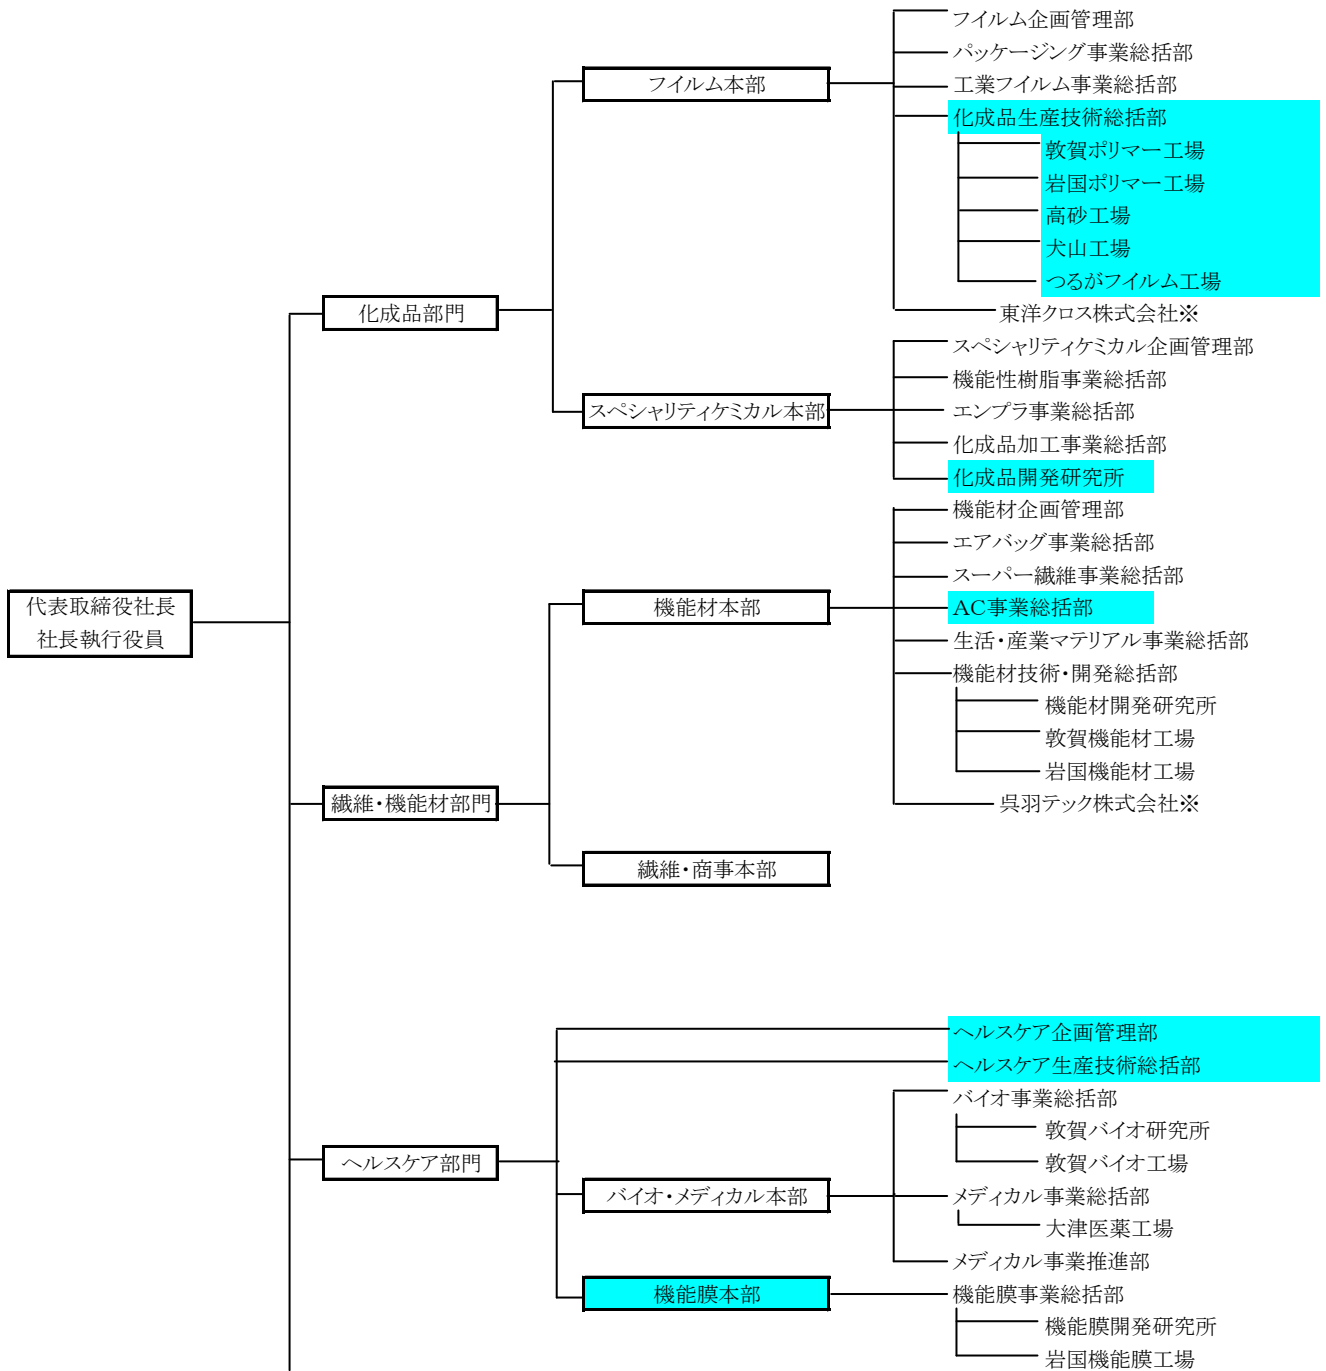 フイルム企画管理部
パッケージング事業総括部
フイルム本部
工業フイルム事業総括部
化成品生産技術総括部
敦賀ポリマー工場
岩国ポリマー工場
高砂工場
犬山工場
つるがフイルム工場
化成品部門
東洋クロス株式会社※
スペシャリティケミカル企画管理部
機能性樹脂事業総括部
スペシャリティケミカル本部
エンプラ事業総括部
化成品加工事業総括部
化成品開発研究所
機能材企画管理部
エアバッグ事業総括部
スーパー繊維事業総括部
代表取締役社長
社長執行役員
機能材本部
AC事業総括部
生活・産業マテリアル事業総括部
機能材技術・開発総括部
機能材開発研究所
敦賀機能材工場
岩国機能材工場
繊維・機能材部門
呉羽テック株式会社※
繊維・商事本部
ヘルスケア企画管理部
ヘルスケア生産技術総括部
バイオ事業総括部
敦賀バイオ研究所
ヘルスケア部門
敦賀バイオ工場
バイオ・メディカル本部
メディカル事業総括部
大津医薬工場
メディカル事業推進部
機能膜本部
機能膜事業総括部
機能膜開発研究所
岩国機能膜工場